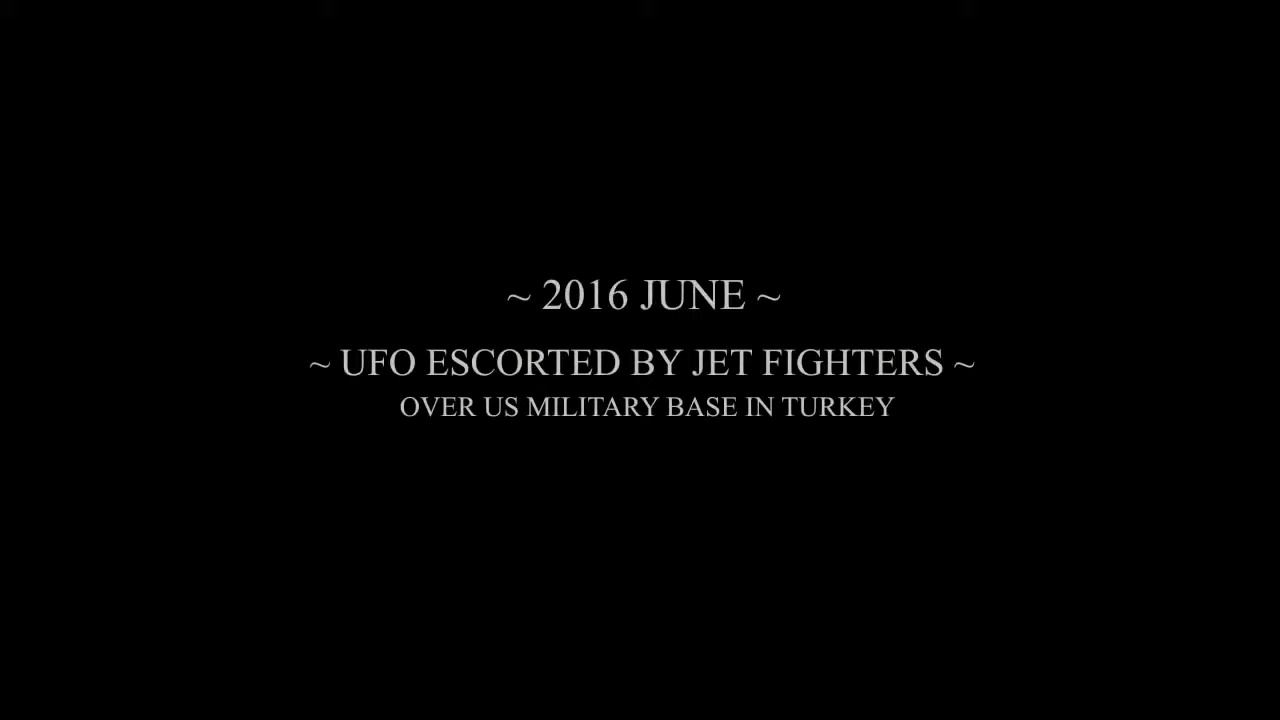 ~ 2016 JUNE ~
~ UFO ESCORTED BY JET FIGHTERS ~
OVER US MILITARY BASE IN TURKEY